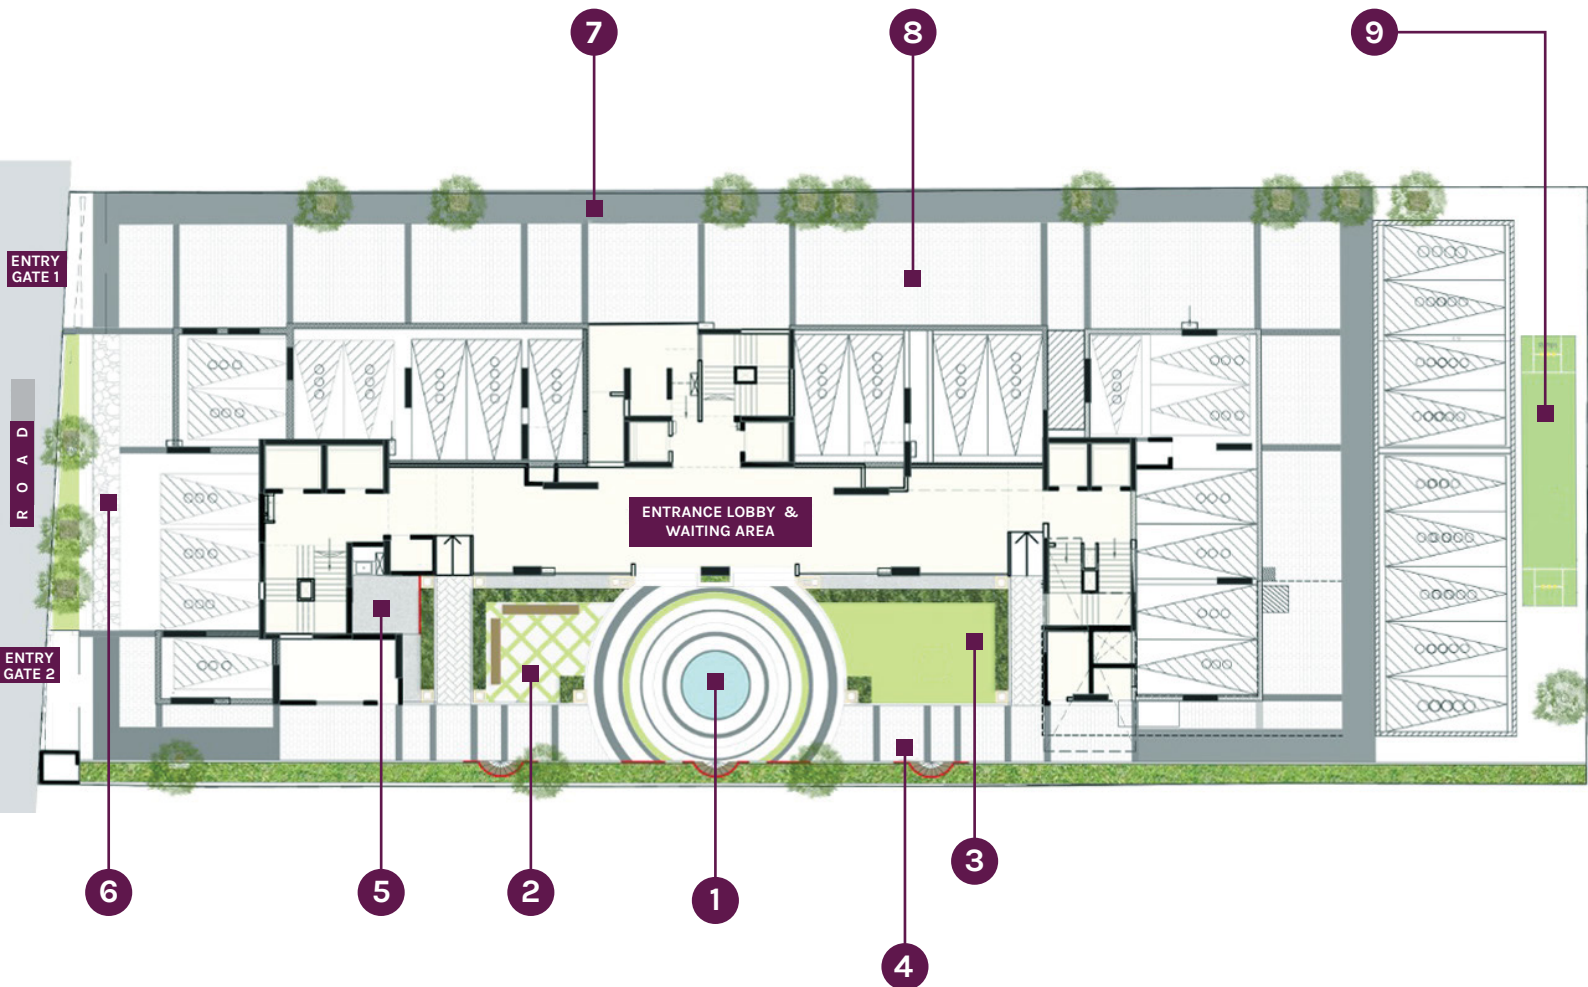 7
8
9
ENTRY
GATE 1
ROAD
ENTRANCE LOBBY &
WAITING AREA
ENTRY
GATE 2
3
6
5
2
1
4